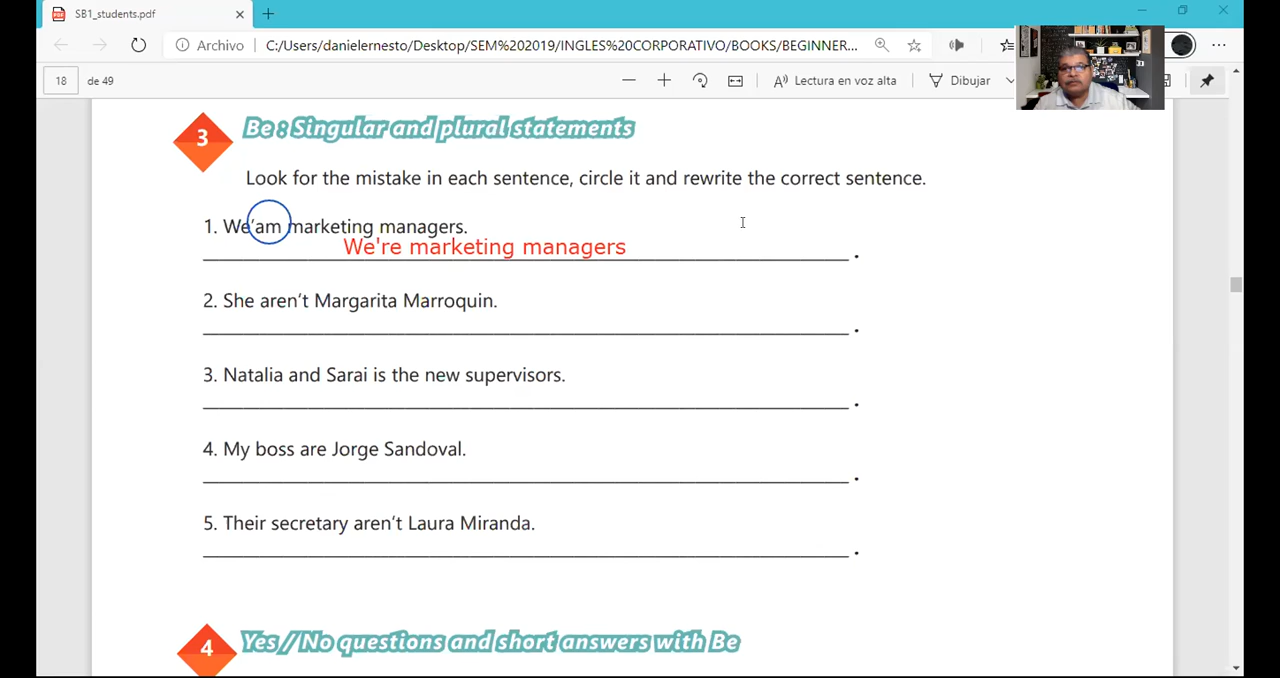 SB1_students.pdf
Archivo C:/Users/danielernesto/Desktop/SEM%202019/INGLES%20CORPORATIVO/BOOKS/BEGINNER...
18 de 49 Lectura en voz alta Dibujar
3 Be : Singular and plural statements
Look for the mistake in each sentence, circle it and rewrite the correct sentence.
1. We'am marketing managers.
We're marketing managers
2. She aren't Margarita Marroquin.
3. Natalia and Sarai is the new supervisors.
4. My boss are Jorge Sandoval.
5. Their secretary aren't Laura Miranda.
4 Yes / No questions and short answers with Be